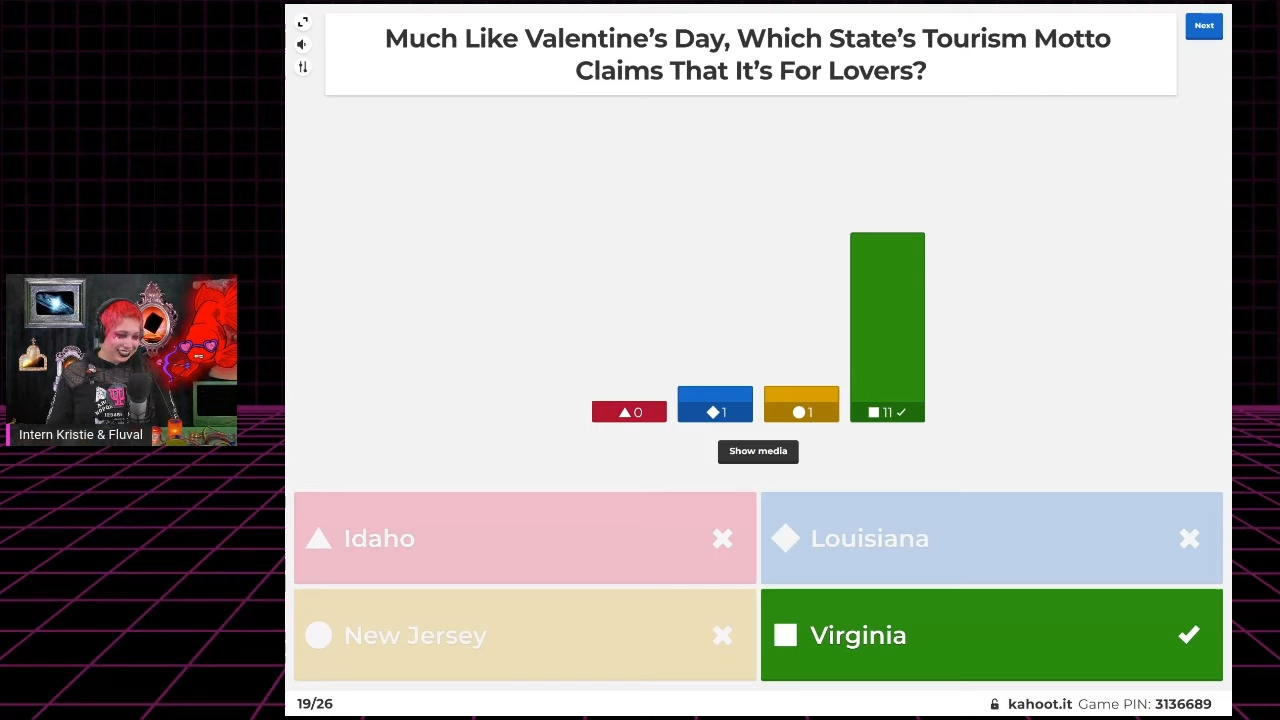 Much Like Valentine's Day, Which State's Tourism Motto
Claims That It's For Lovers?
Next
0
1
1
11
Show media
Idaho
Louisiana
New Jersey
Virginia
Intern Kristie & Fluval
19/26
kahoot.it Game PIN: 3136689